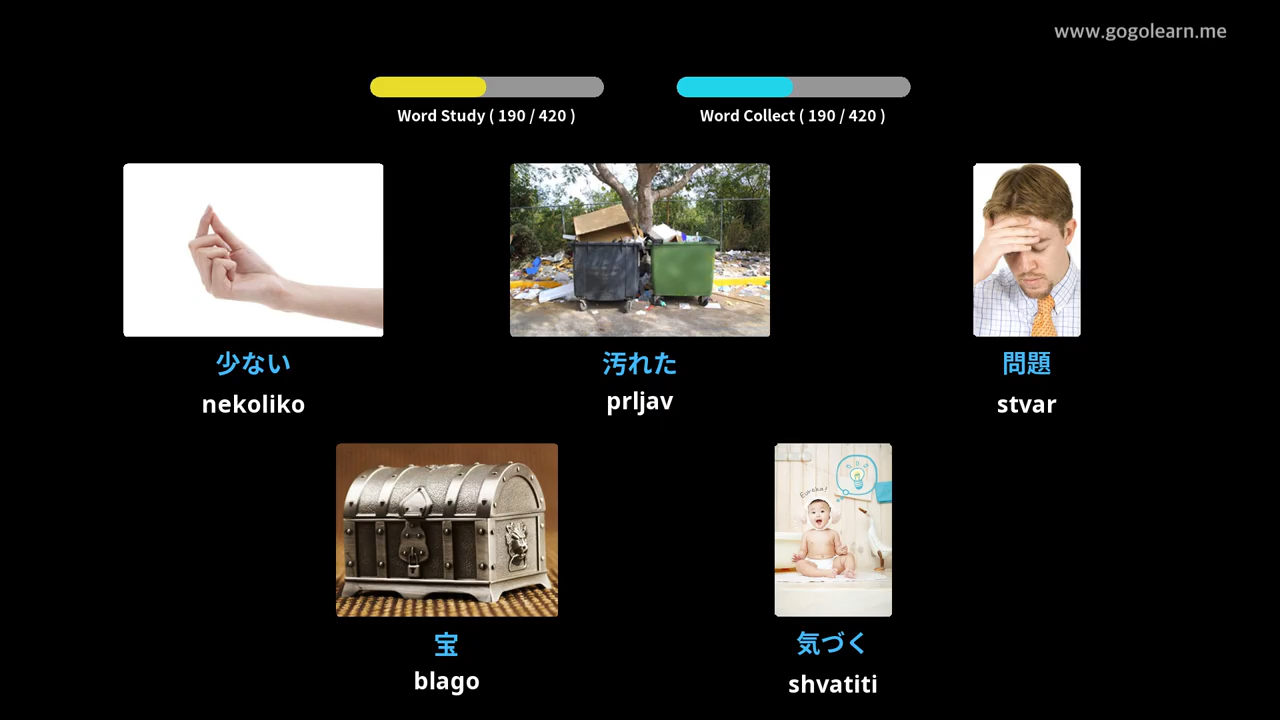 www.gogolearn.me
Word Study ( 190 / 420 )
Word Collect ( 190 / 420 )
少ない
nekoliko
汚れた
prljav
問題
stvar
Eureka!
宝
blago
気づく
shvatiti